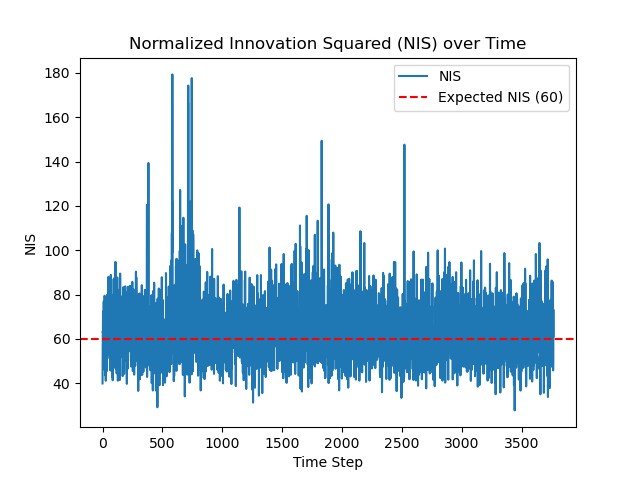 Normalized Innovation Squared (NIS) over Time
NIS
Expected NIS (60)
180
160
140
120
100
80
60
40
NIS
0 500 1000 1500 2000 2500 3000 3500
Time Step